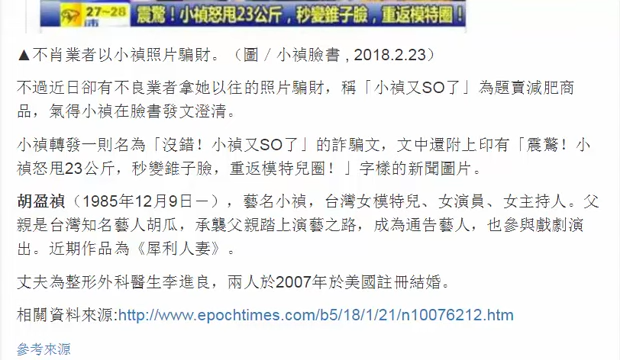 27~28
震驚！小禎怒甩23公斤，秒變錐子臉，重返模特圈！
▲不肖業者以小禎照片騙財。（圖／小禎臉書 , 2018.2.23）
不過近日卻有不良業者拿她以往的照片騙財，稱「小禎又SO了」為題賣減肥商
品，氣得小禎在臉書發文澄清。
小禎轉發一則名為「沒錯！小禎又SO了」的詐騙文，文中還附上印有「震驚！小
禎怒甩23公斤，秒變錐子臉，重返模特兒圈！」字樣的新聞圖片。
胡盈禎（1985年12月9日－），藝名小禎，台灣女模特兒、女演員、女主持人。父
親是台灣知名藝人胡瓜，承襲父親踏上演藝之路，成為通告藝人，也參與戲劇演
出。近期作品為《犀利人妻》。
丈夫為整形外科醫生李進良，兩人於2007年於美國註冊結婚。
相關資料來源:http://www.epochtimes.com/b5/18/1/21/n10076212.htm
參考來源